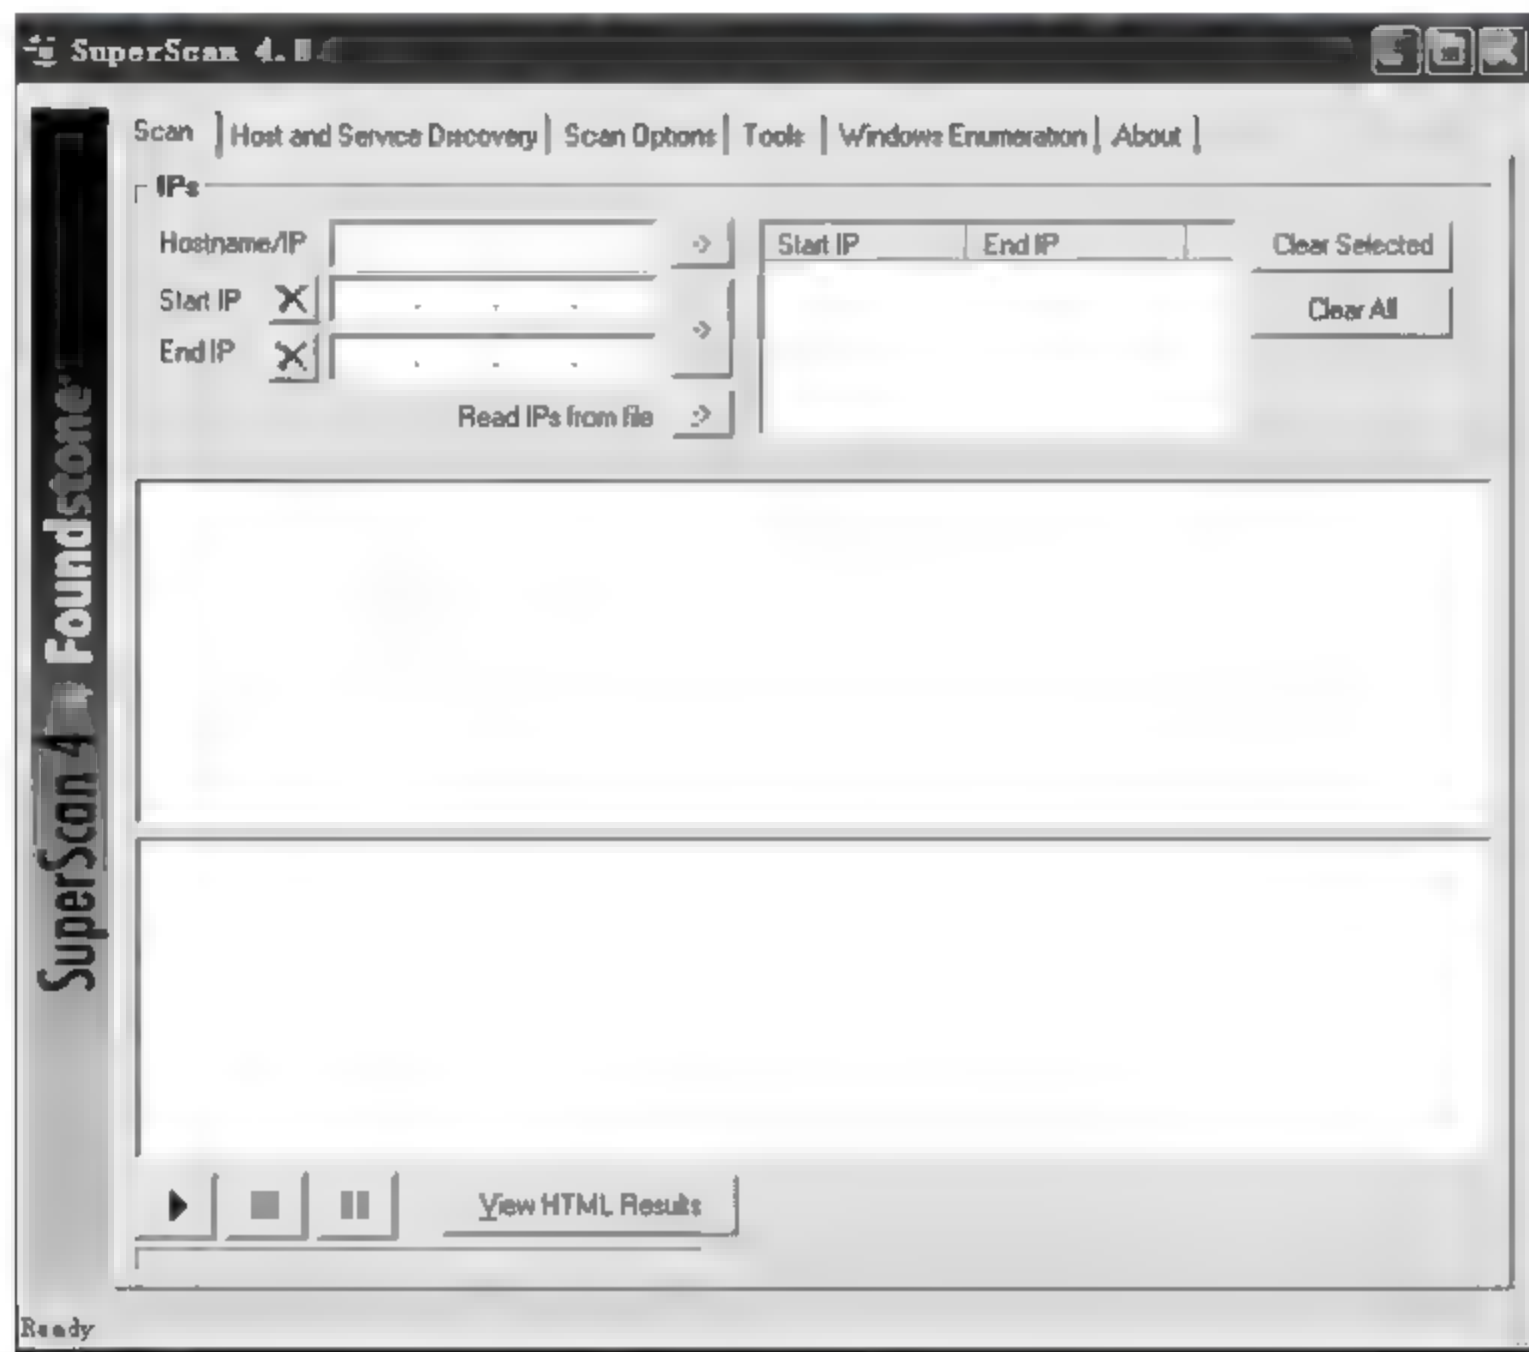 SuperScan 4.0
Scan
Host and Service Discovery
Scan Options
Tools
Windows Enumeration
About
IPs
Hostname/IP
Start IP
End IP
Read IPs from file
Start IP
End IP
Clear Selected
Clear All
SuperScan 4
Foundstone
View HTML Results
Ready